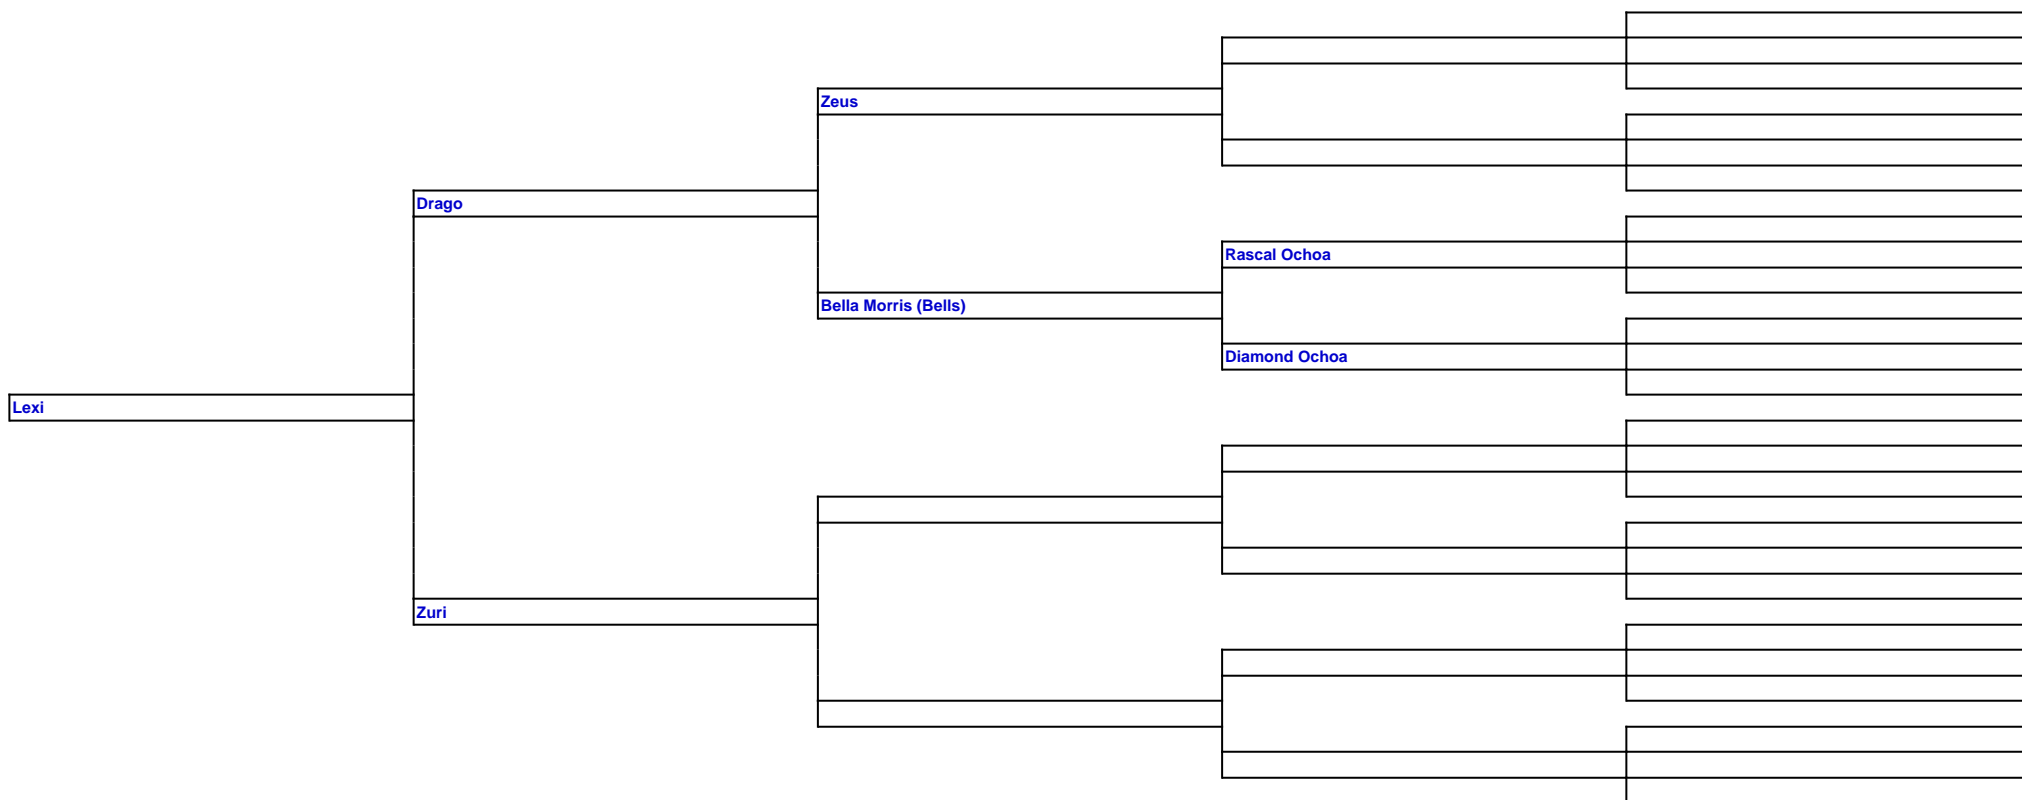 Zeus
Drago
Rascal Ochoa
Bella Morris (Bells)
Diamond Ochoa
Lexi
Zuri